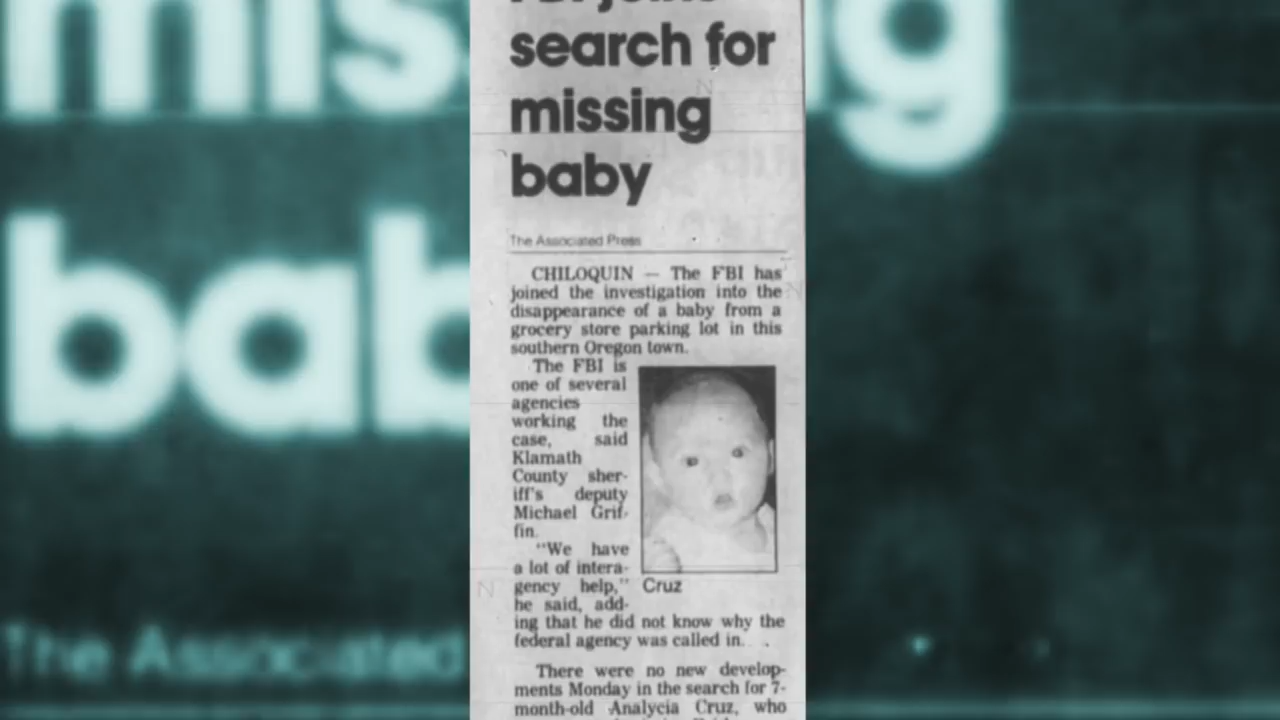 search for
missing
baby
The Associated Press
CHILOQUIN — The FBI has
joined the investigation into the
disappearance of a baby from a
grocery store parking lot in this
southern Oregon town.
The FBI is
one of several
agencies
working the
case, said
Klamath
County sher-
iff's deputy
Michael Grif-
fin.
"We have
a lot of intera-
gency help,"
he said, add-
Cruz
ing that he did not know why the
federal agency was called in.
There were no new develop-
ments Monday in the search for 7-
month-old Analycia Cruz, who
mis
g
bab
The Associated